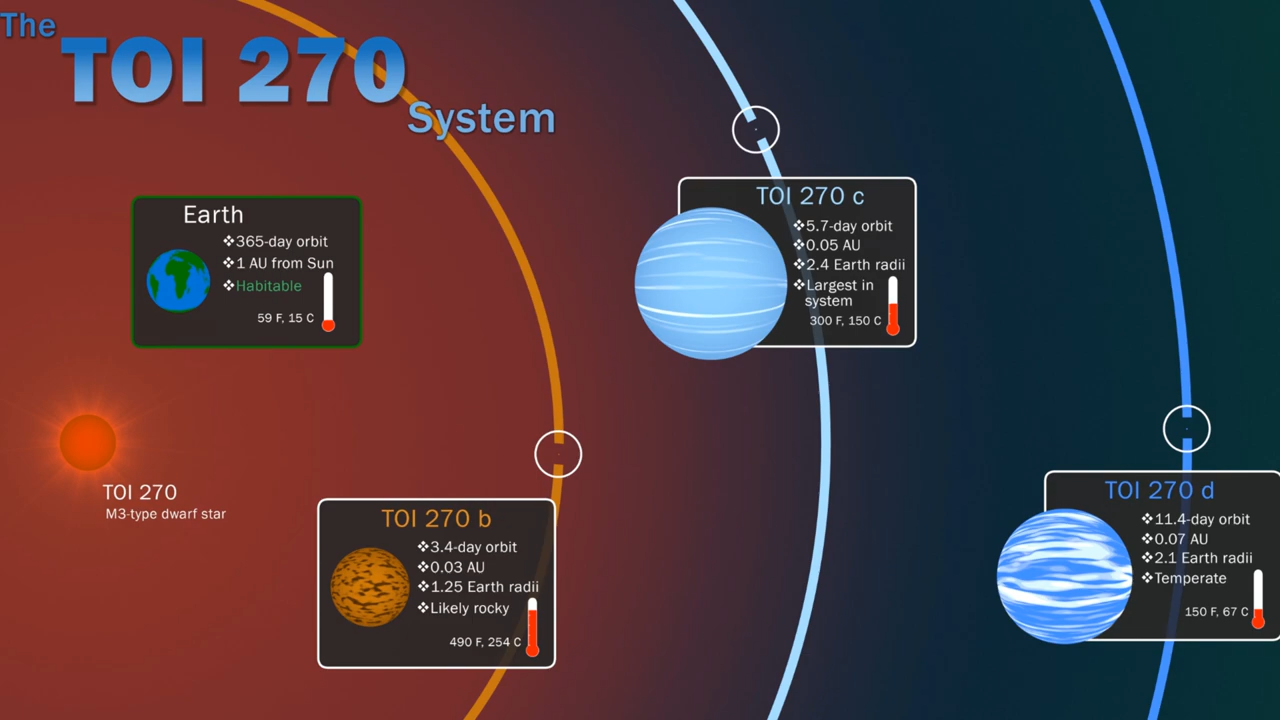 The
TOI 270
System
Earth
❖365-day orbit
❖1 AU from Sun
❖Habitable
59 F, 15 C
TOI 270
M3-type dwarf star
TOI 270 b
❖3.4-day orbit
❖0.03 AU
❖1.25 Earth radii
❖Likely rocky
490 F, 254 C
TOI 270 c
❖5.7-day orbit
❖0.05 AU
❖2.4 Earth radii
❖Largest in
system
300 F, 150 C
TOI 270 d
❖11.4-day orbit
❖0.07 AU
❖2.1 Earth radii
❖Temperate
150 F, 67 C